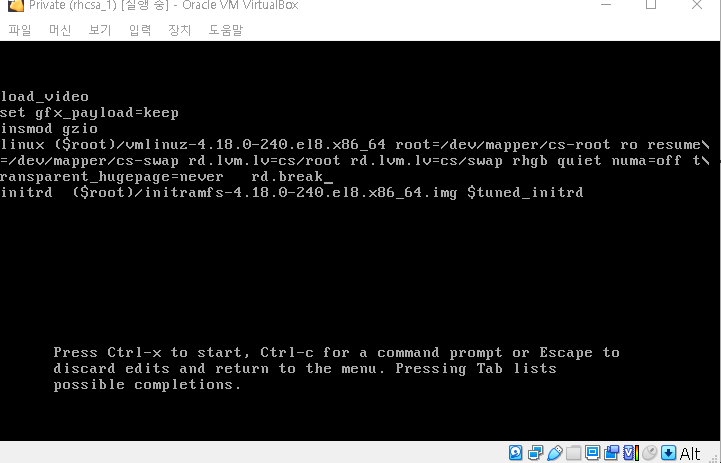 Private (rhcsa_1) [실행 중] - Oracle VM VirtualBox
파일 머신 보기 입력 장치 도움말
load_video
set gfx_payload=keep
insmod gzio
linux ($root)/vmlinuz-4.18.0-240.el8.x86_64 root=/dev/mapper/cs-root ro resume\
=/dev/mapper/cs-swap rd.lvm.lv=cs/root rd.lvm.lv=cs/swap rhgb quiet numa=off t\
ransparent_hugepage=never   rd.break_
initrd  ($root)/initramfs-4.18.0-240.el8.x86_64.img $tuned_initrd
Press Ctrl-x to start, Ctrl-c for a command prompt or Escape to
discard edits and return to the menu. Pressing Tab lists
possible completions.
Alt